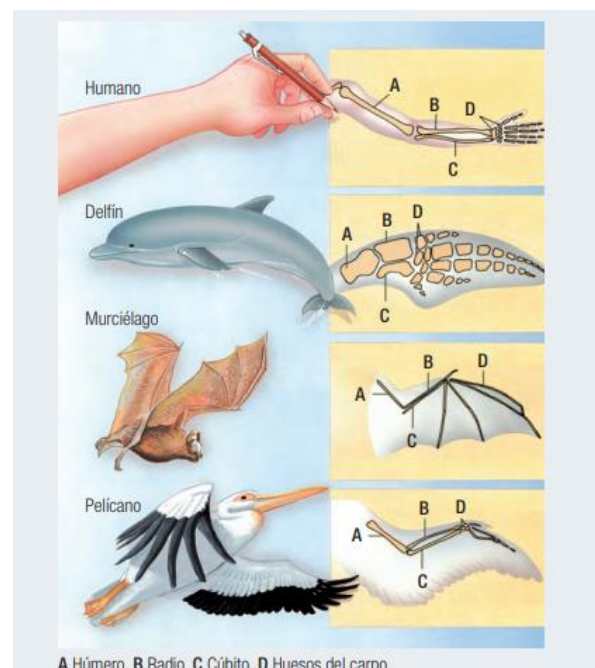 Humano
A
B
D
C
Delfín
A
B
D
C
Murciélago
A
B
D
C
Pelícano
A
B
D
C
A Húmero. B Radio. C Cúbito. D Huesos del carpo.